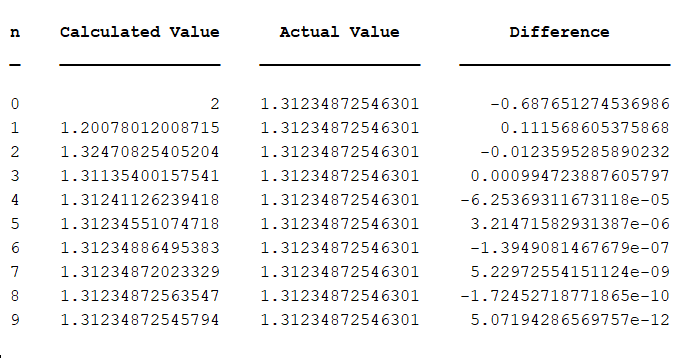 n Calculated Value Actual Value Difference
0 2 1.31234872546301 -0.687651274536986
1 1.20078012008715 1.31234872546301 0.111568605375868
2 1.32470825405204 1.31234872546301 -0.0123595285890232
3 1.31135400157541 1.31234872546301 0.000994723887605797
4 1.31241126239418 1.31234872546301 -6.25369311673118e-05
5 1.31234551074718 1.31234872546301 3.21471582931387e-06
6 1.31234886495383 1.31234872546301 -1.3949081467679e-07
7 1.31234872023329 1.31234872546301 5.22972554151124e-09
8 1.31234872563547 1.31234872546301 -1.72452718771865e-10
9 1.31234872545794 1.31234872546301 5.07194286569757e-12